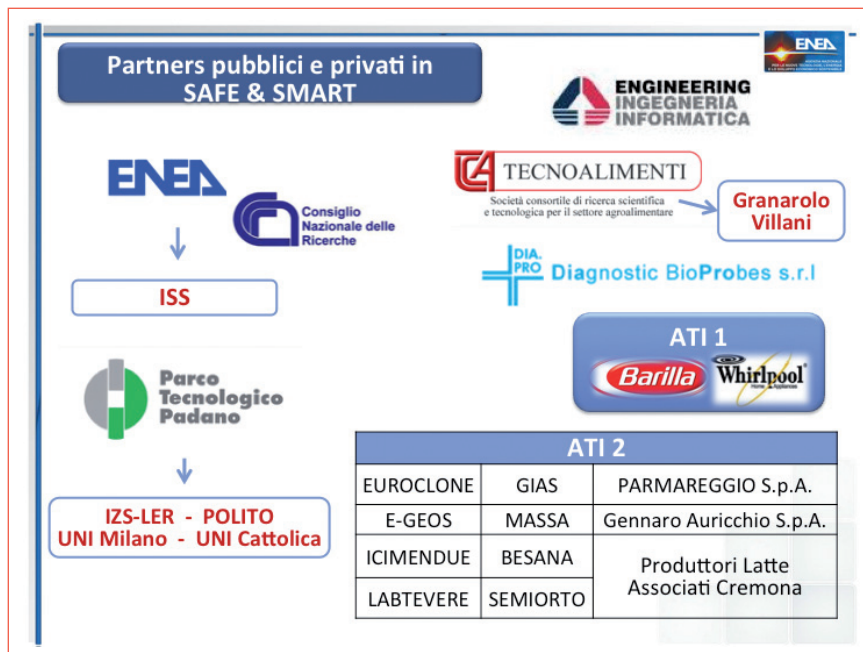 Partners pubblici e privati in
SAFE & SMART
ENEA
ENGINEERING
INGEGNERIA
INFORMATICA
ENEA
Consiglio
Nazionale delle
Ricerche
TCA TECNOALIMENTI
Società consortile di ricerca scientifica
e tecnologica per il settore agroalimentare
Granarolo
Villani
ISS
DIA.
PRO
Diagnostic BioProbes s.r.l
ATI 1
Barilla
Whirlpool
Home Appliances
Parco
Tecnologico
Padano
IZS-LER - POLITO
UNI Milano - UNI Cattolica
ATI 2
EUROCLONE GIAS PARMAREGGIO S.p.A.
E-GEOS MASSA Gennaro Auricchio S.p.A.
ICIMENDUE BESANA
Produttori Latte
Associati Cremona
LABTEVERE SEMIORTO